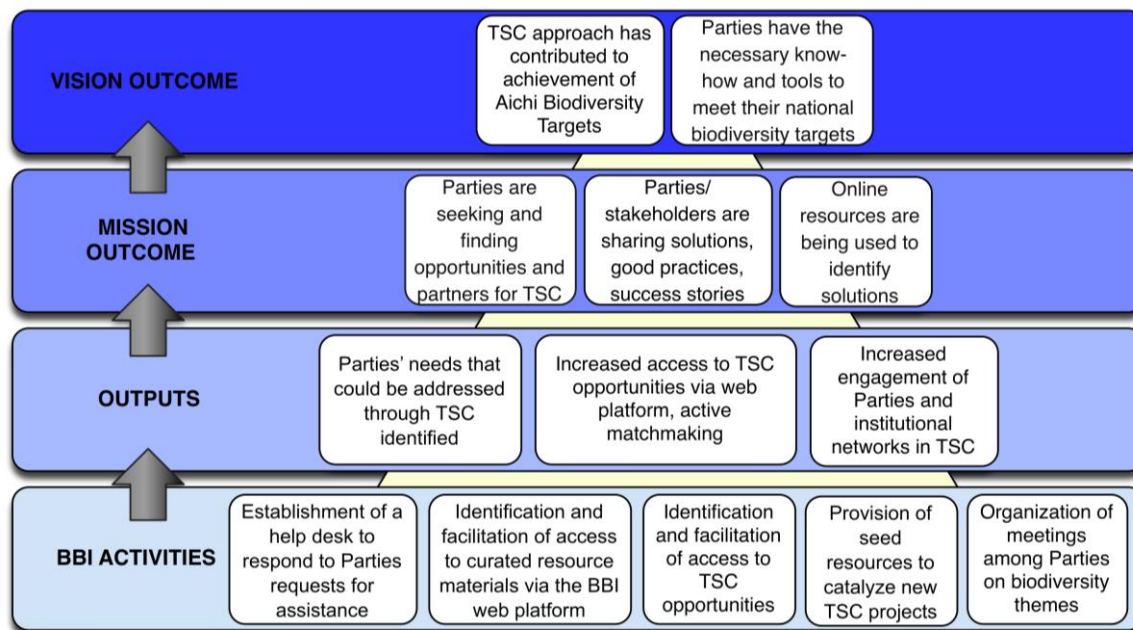 VISION OUTCOME
TSC approach has
contributed to
achievement of
Aichi Biodiversity
Targets
Parties have the
necessary know-
how and tools to
meet their national
biodiversity targets
MISSION
OUTCOME
Parties are
seeking and
finding
opportunities and
partners for TSC
Parties/
stakeholders are
sharing solutions,
good practices,
success stories
Online
resources are
being used to
identify
solutions
OUTPUTS
Parties' needs that
could be addressed
through TSC
identified
Increased access to TSC
opportunities via web
platform, active
matchmaking
Increased
engagement of
Parties and
institutional
networks in TSC
BBI ACTIVITIES
Establishment of a
help desk to
respond to Parties
requests for
assistance
Identification and
facilitation of access
to curated resource
materials via the BBI
web platform
Identification
and facilitation
of access to
TSC
opportunities
Provision of
seed
resources to
catalyze new
TSC projects
Organization of
meetings
among Parties
on biodiversity
themes